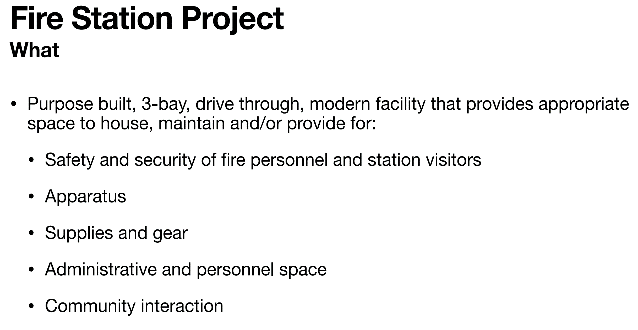 Fire Station Project
What
• Purpose built, 3-bay, drive through, modern facility that provides appropriate
space to house, maintain and/or provide for:
• Safety and security of fire personnel and station visitors
• Apparatus
• Supplies and gear
• Administrative and personnel space
• Community interaction